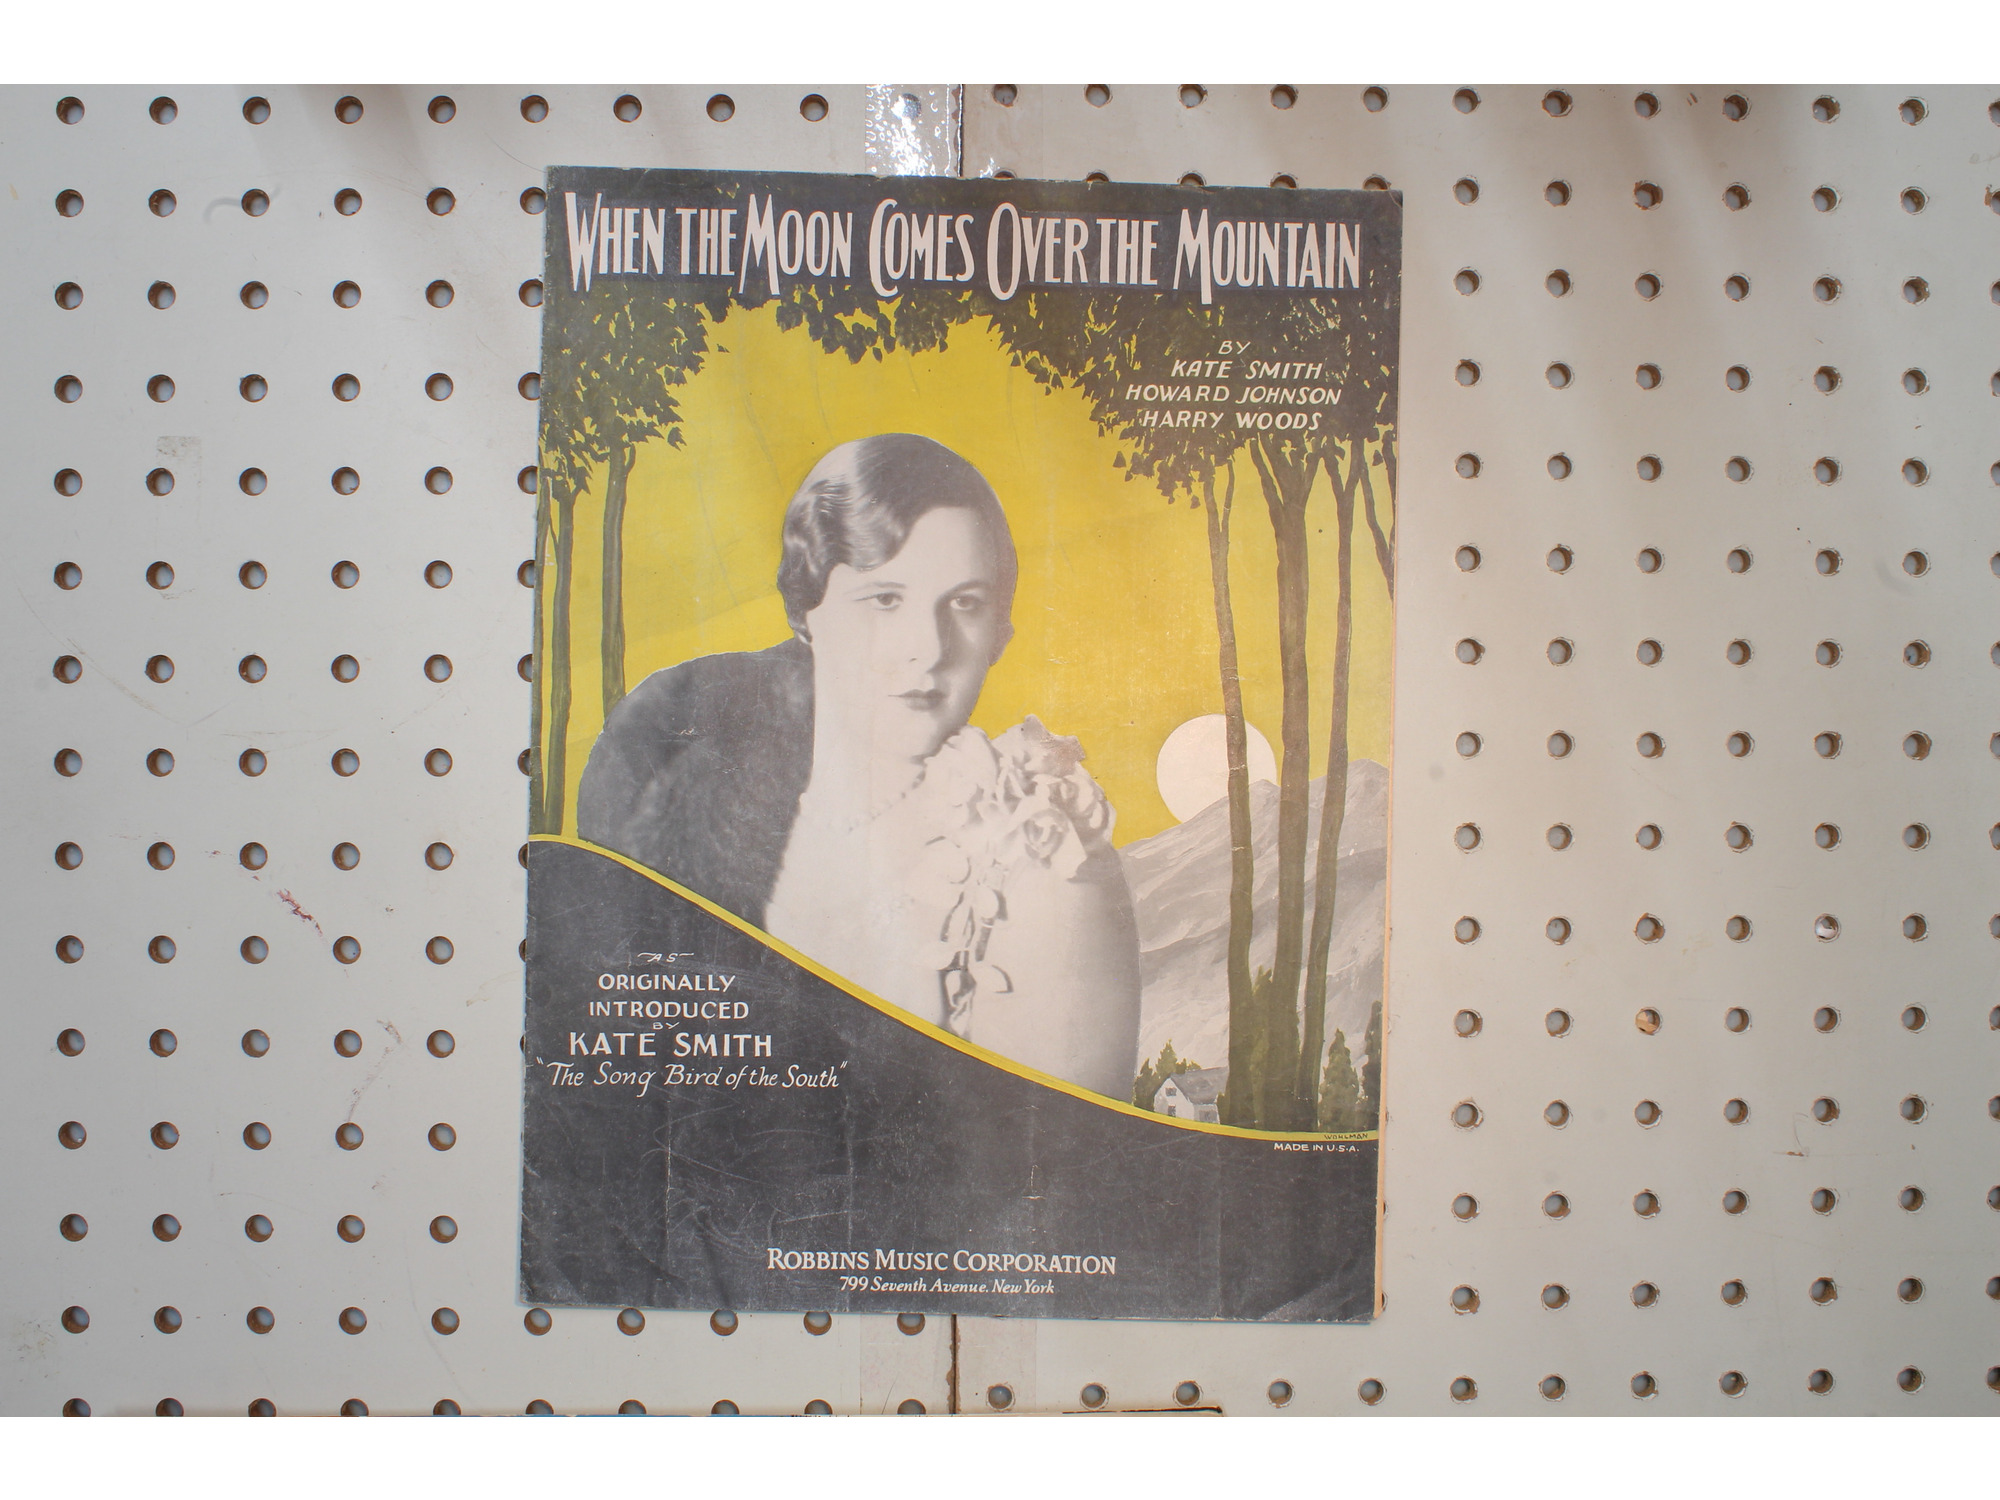 WHEN THE MOON COMES OVER THE MOUNTAIN
BY
KATE SMITH
HOWARD JOHNSON
HARRY WOODS
AS
ORIGINALLY
INTRODUCED
BY
KATE SMITH
"The Song Bird of the South"
WOHLMAN
MADE IN U.S.A.
ROBBINS MUSIC CORPORATION
799 Seventh Avenue. New York